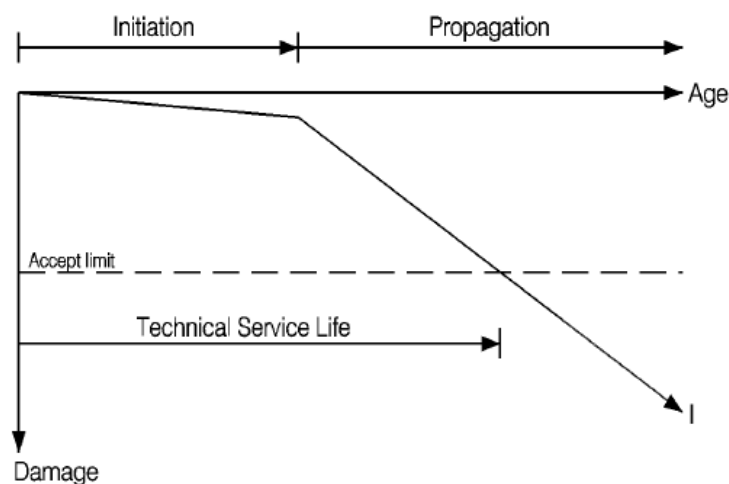 Initiation
Propagation
Age
Accept limit
Technical Service Life
I
Damage